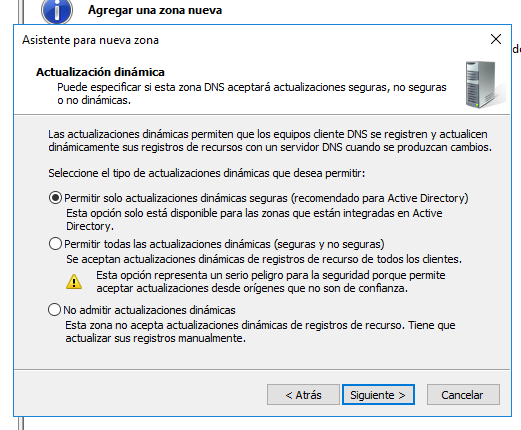 Agregar una zona nueva
Asistente para nueva zona
de
Actualización dinámica
Puede especificar si esta zona DNS aceptará actualizaciones seguras, no seguras
o no dinámicas.
Las actualizaciones dinámicas permiten que los equipos cliente DNS se registren y actualicen
dinámicamente sus registros de recursos con un servidor DNS cuando se produzcan cambios.
Seleccione el tipo de actualizaciones dinámicas que desea permitir:
Permitir solo actualizaciones dinámicas seguras (recomendado para Active Directory)
Esta opción solo está disponible para las zonas que están integradas en Active
Directory.
Permitir todas las actualizaciones dinámicas (seguras y no seguras)
Se aceptan actualizaciones dinámicas de registros de recurso de todos los clientes.
Esta opción representa un serio peligro para la seguridad porque permite
aceptar actualizaciones desde orígenes que no son de confianza.
No admitir actualizaciones dinámicas
Esta zona no acepta actualizaciones dinámicas de registros de recurso. Tiene que
actualizar sus registros manualmente.
< Atrás
Siguiente >
Cancelar